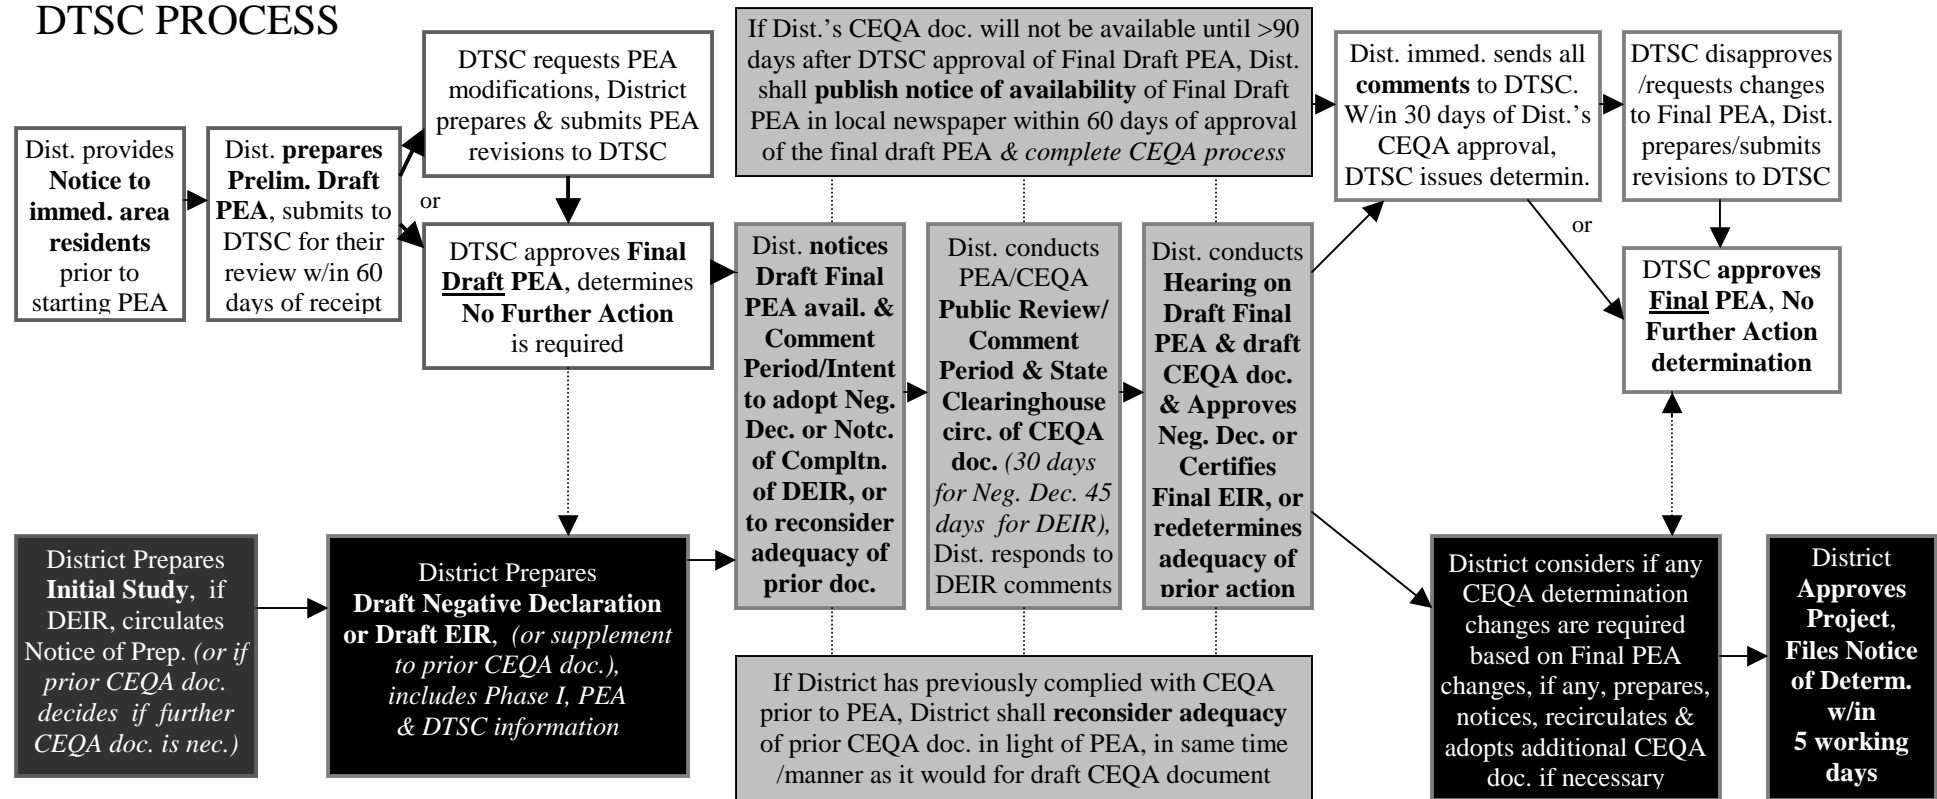 DTSC PROCESS
Dist. provides
Notice to
immed. area
residents
prior to
starting PEA
Dist. prepares
Prelim. Draft
PEA, submits to
DTSC for their
review w/in 60
days of receipt
DTSC requests PEA
modifications, District
prepares & submits PEA
revisions to DTSC
or
DTSC approves Final
Draft PEA, determines
No Further Action
is required
If Dist.'s CEQA doc. will not be available until >90
days after DTSC approval of Final Draft PEA, Dist.
shall publish notice of availability of Final Draft
PEA in local newspaper within 60 days of approval
of the final draft PEA & complete CEQA process
Dist. notices
Draft Final
PEA avail. &
Comment
Period/Intent
to adopt Neg.
Dec. or Notc.
of Compltn.
of DEIR, or
to reconsider
adequacy of
prior doc.
Dist. conducts
PEA/CEQA
Public Review/
Comment
Period & State
Clearinghouse
circ. of CEQA
doc. (30 days
for Neg. Dec. 45
days for DEIR),
Dist. responds to
DEIR comments
Dist. conducts
Hearing on
Draft Final
PEA & draft
CEQA doc.
& Approves
Neg. Dec. or
Certifies
Final EIR, or
redetermines
adequacy of
prior action
Dist. immed. sends all
comments to DTSC.
W/in 30 days of Dist.'s
CEQA approval,
DTSC issues determin.
DTSC disapproves
/requests changes
to Final PEA, Dist.
prepares/submits
revisions to DTSC
or
DTSC approves
Final PEA, No
Further Action
determination
District Prepares
Initial Study, if
DEIR, circulates
Notice of Prep. (or if
prior CEQA doc.
decides if further
CEQA doc. is nec.)
District Prepares
Draft Negative Declaration
or Draft EIR, (or supplement
to prior CEQA doc.),
includes Phase I, PEA
& DTSC information
If District has previously complied with CEQA
prior to PEA, District shall reconsider adequacy
of prior CEQA doc. in light of PEA, in same time
/manner as it would for draft CEQA document
District considers if any
CEQA determination
changes are required
based on Final PEA
changes, if any, prepares,
notices, recirculates &
adopts additional CEQA
doc. if necessary
District
Approves
Project,
Files Notice
of Determ.
w/in
5 working
days